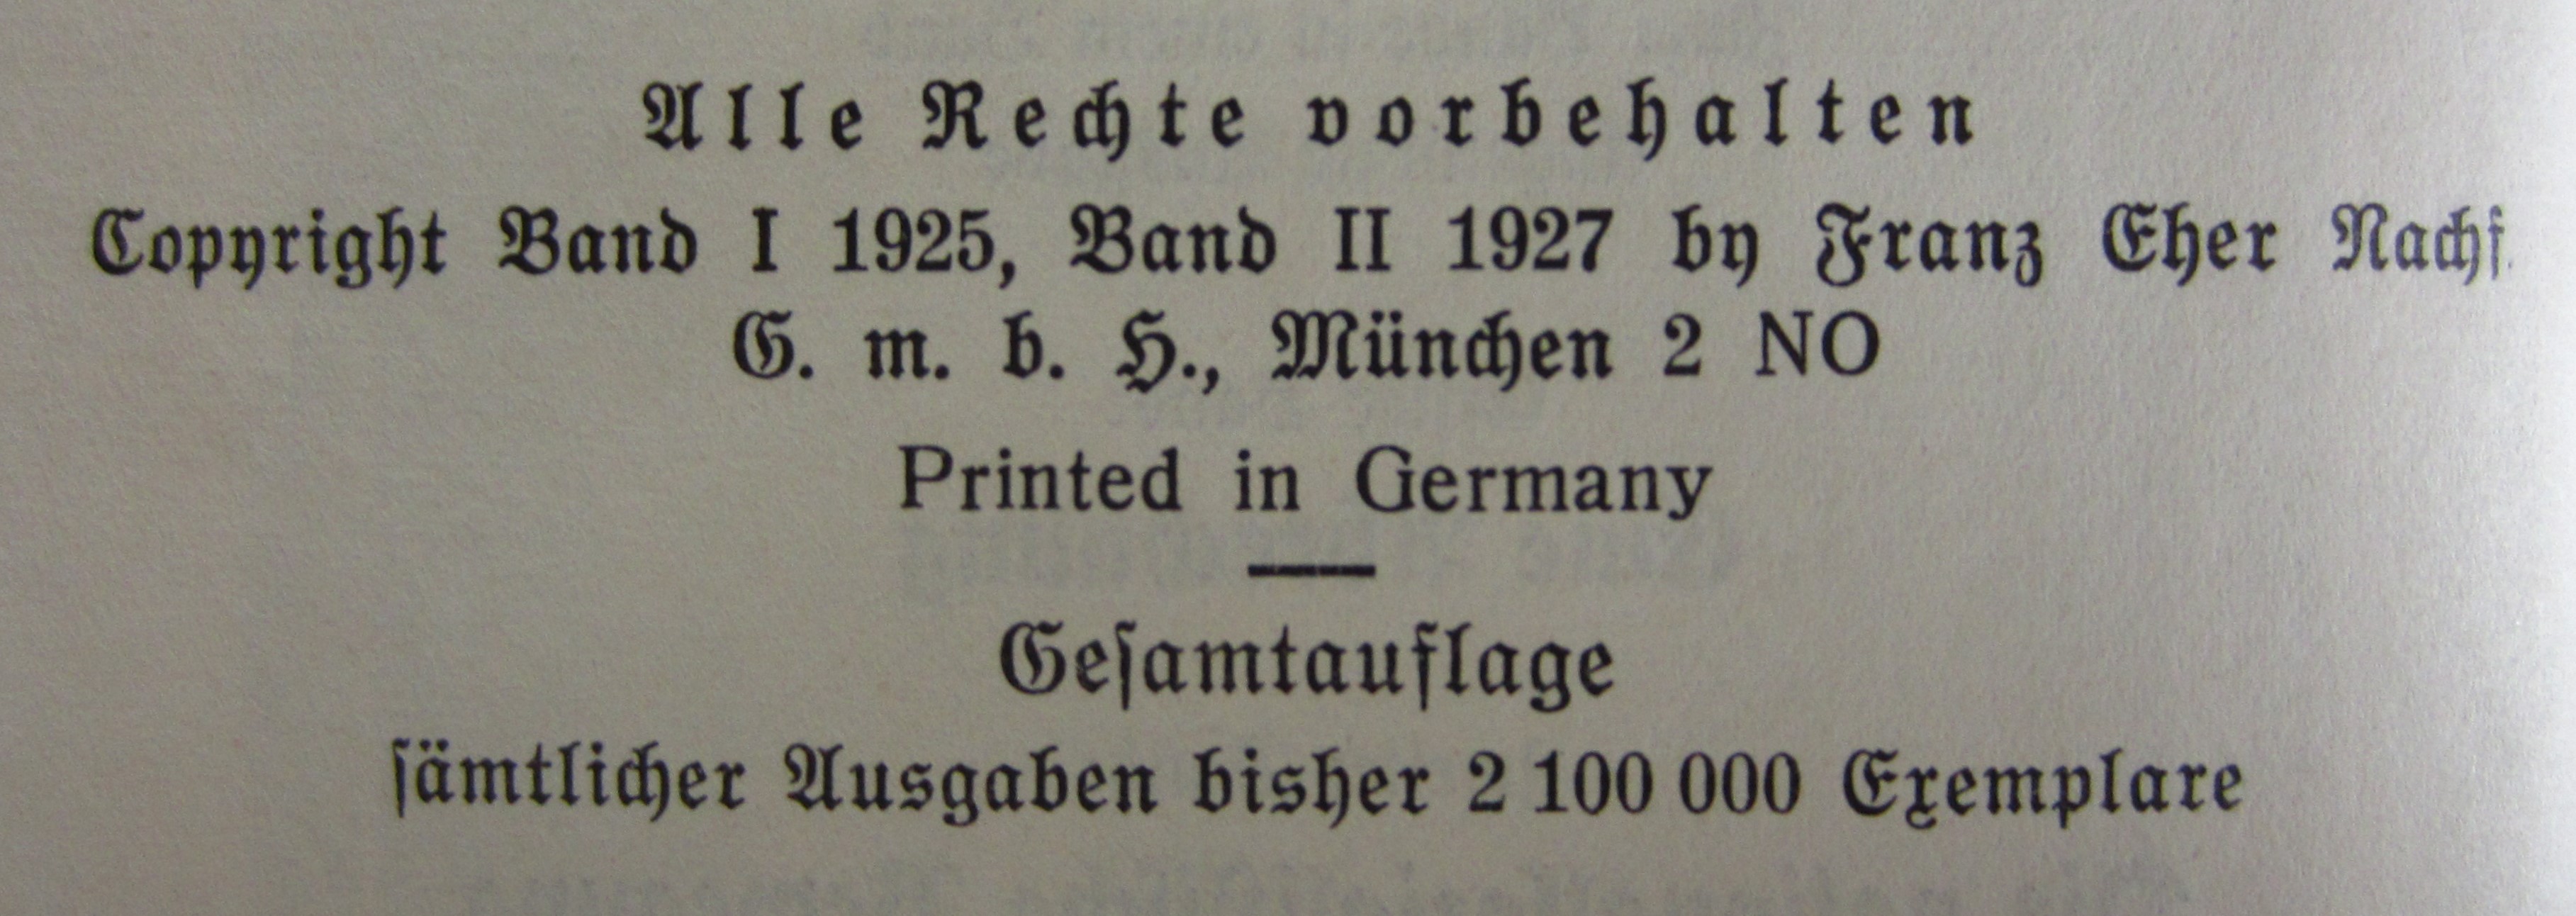 Alle Rechte vorbehalten
Copyright Band I 1925, Band II 1927 by Franz Eher Nachf.
G. m. b. H., München 2 NO
Printed in Germany
Geſamtauflage
ſämtlicher Ausgaben bisher 2 100 000 Exemplare